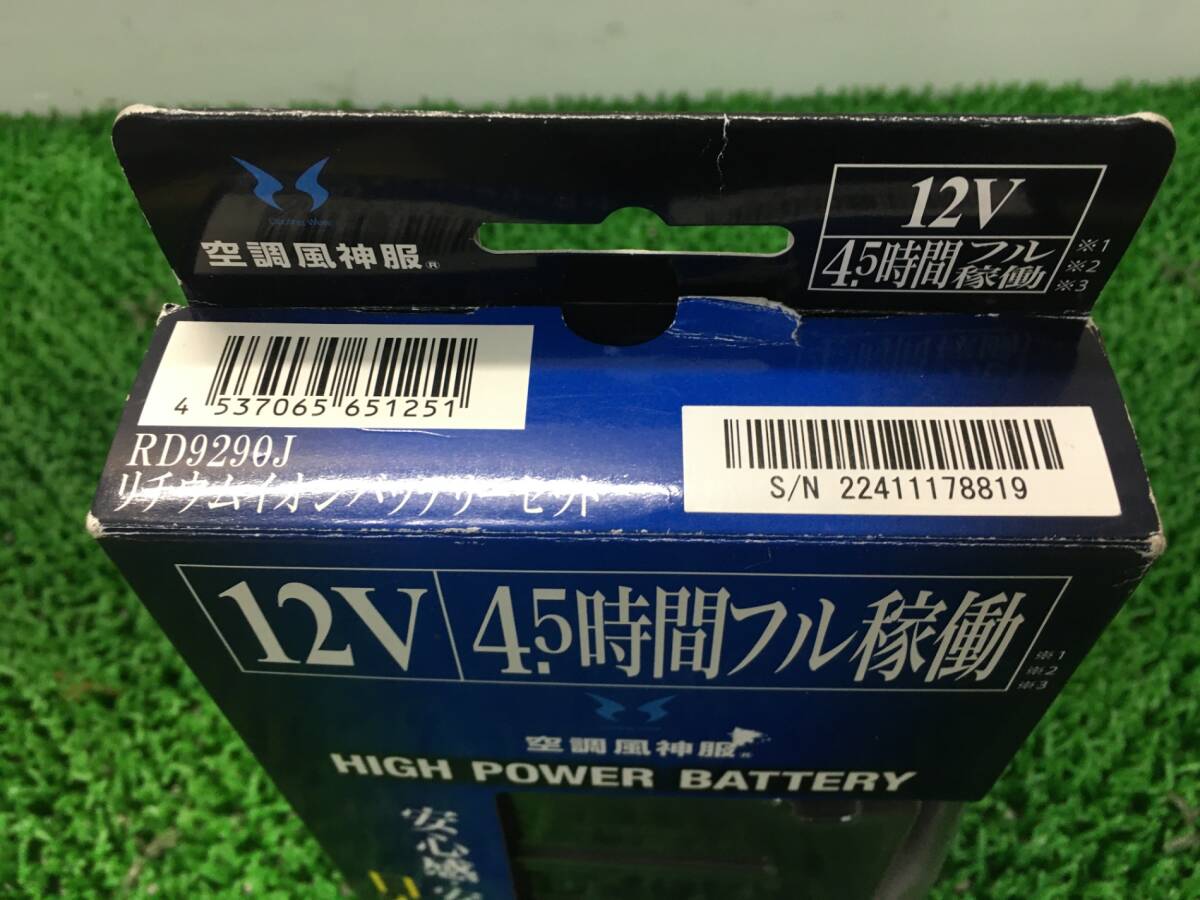 空調風神服®
12V
4.5時間フル稼働 ※1 ※2 ※3
4 537065 651251
RD9290J
リチウムイオンバッテリーセット
S/N 22411178819
12V 4.5時間フル稼働 ※1 ※2 ※3
空調風神服
HIGH POWER BATTERY
安心感